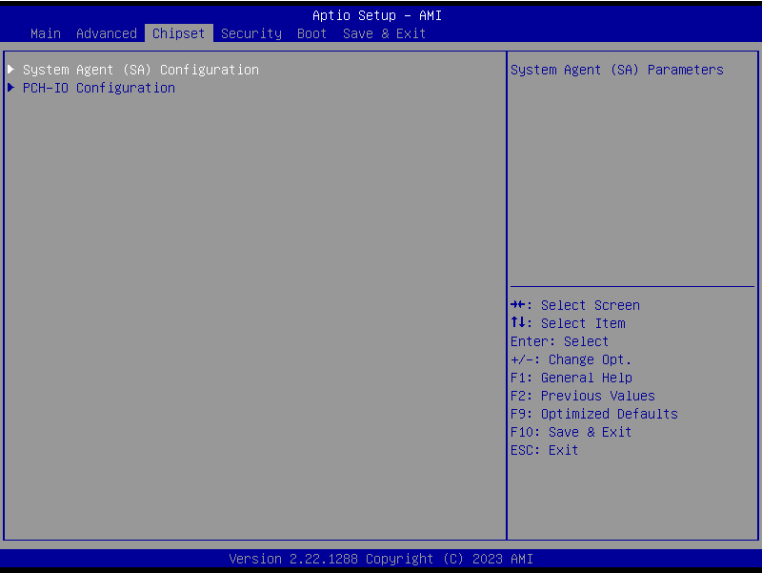 Aptio Setup – AMI
Main Advanced Chipset Security Boot Save & Exit
▶ System Agent (SA) Configuration
▶ PCH-IO Configuration
System Agent (SA) Parameters
→←: Select Screen
↑↓: Select Item
Enter: Select
+/-: Change Opt.
F1: General Help
F2: Previous Values
F9: Optimized Defaults
F10: Save & Exit
ESC: Exit
Version 2.22.1288 Copyright (C) 2023 AMI